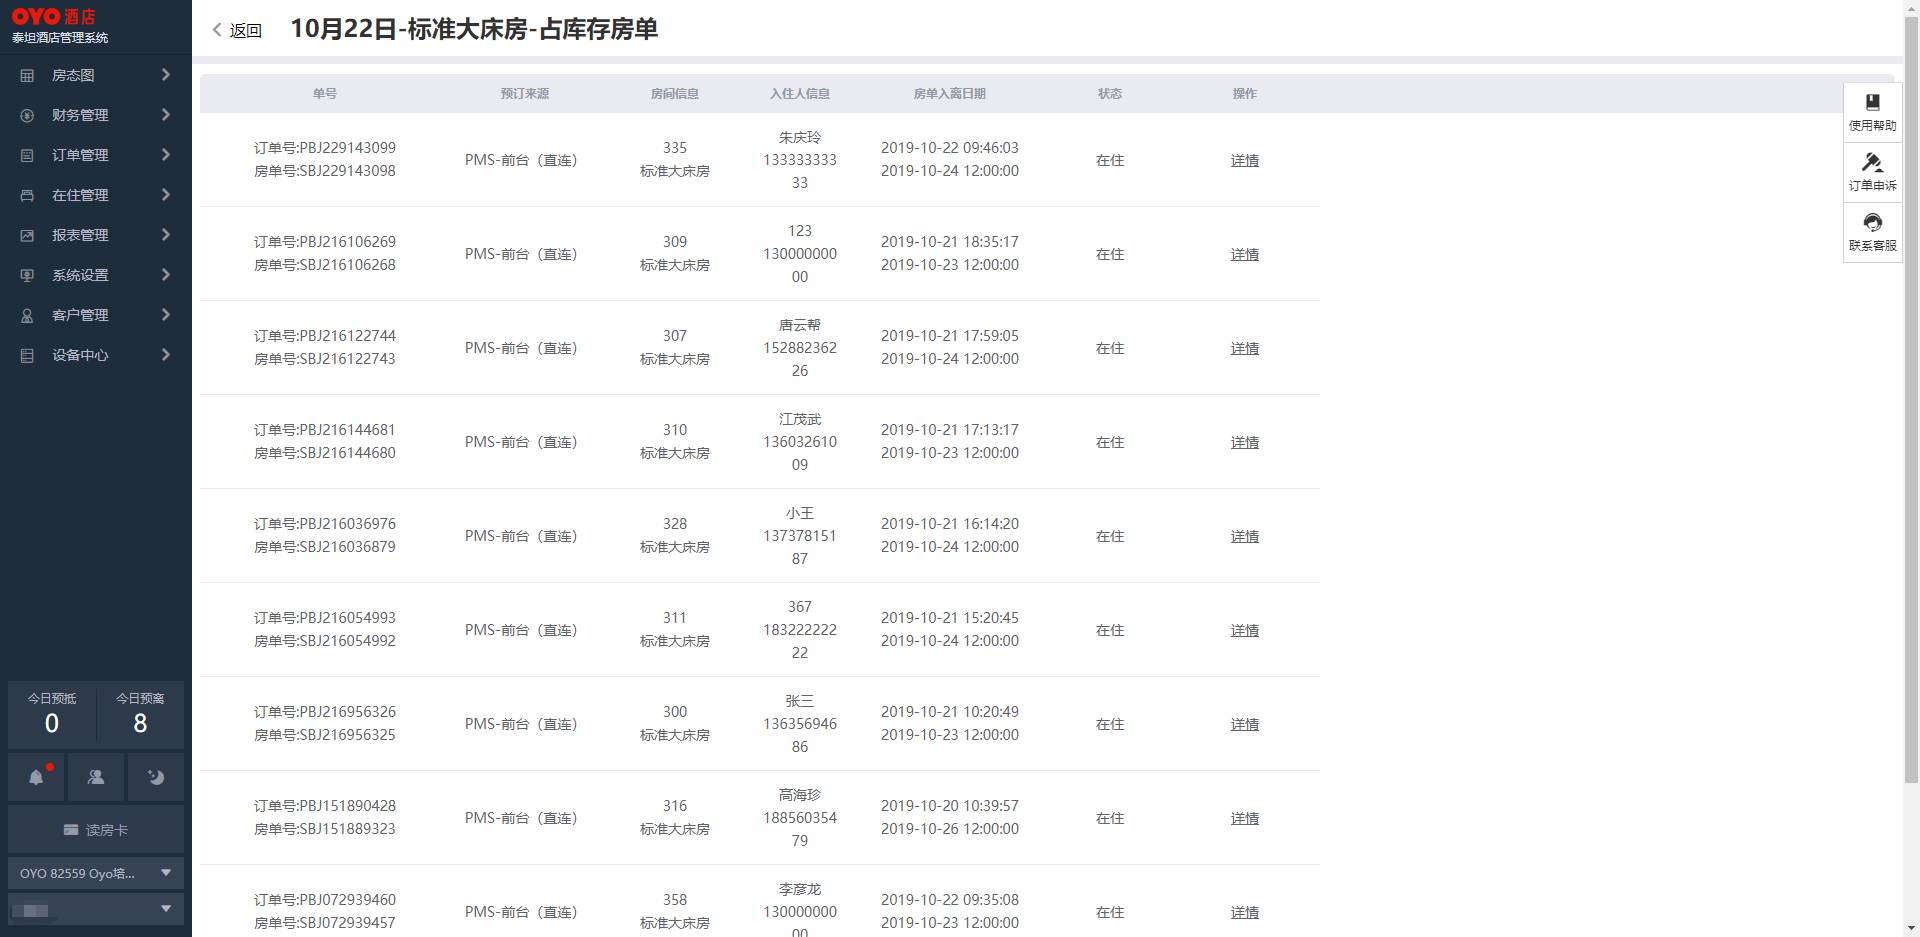 OYO 酒店
泰坦酒店管理系统
房态图
财务管理
订单管理
在住管理
报表管理
系统设置
客户管理
设备中心
今日预抵
0
今日预离
8
读房卡
OYO 82559 Oyo培...
返回
10月22日-标准大床房-占库存房单
单号
预订来源
房间信息
入住人信息
房单入离日期
状态
操作
订单号:PBJ229143099
房单号:SBJ229143098
PMS-前台（直连）
335
标准大床房
朱庆玲
133333333
33
2019-10-22 09:46:03
2019-10-24 12:00:00
在住
详情
订单号:PBJ216106269
房单号:SBJ216106268
PMS-前台（直连）
309
标准大床房
123
130000000
00
2019-10-21 18:35:17
2019-10-23 12:00:00
在住
详情
订单号:PBJ216122744
房单号:SBJ216122743
PMS-前台（直连）
307
标准大床房
唐云帮
152882362
26
2019-10-21 17:59:05
2019-10-24 12:00:00
在住
详情
订单号:PBJ216144681
房单号:SBJ216144680
PMS-前台（直连）
310
标准大床房
江茂武
136032610
09
2019-10-21 17:13:17
2019-10-23 12:00:00
在住
详情
订单号:PBJ216036976
房单号:SBJ216036879
PMS-前台（直连）
328
标准大床房
小王
137378151
87
2019-10-21 16:14:20
2019-10-24 12:00:00
在住
详情
订单号:PBJ216054993
房单号:SBJ216054992
PMS-前台（直连）
311
标准大床房
367
183222222
22
2019-10-21 15:20:45
2019-10-24 12:00:00
在住
详情
订单号:PBJ216956326
房单号:SBJ216956325
PMS-前台（直连）
300
标准大床房
张三
136356946
86
2019-10-21 10:20:49
2019-10-23 12:00:00
在住
详情
订单号:PBJ151890428
房单号:SBJ151889323
PMS-前台（直连）
316
标准大床房
高海珍
188560354
79
2019-10-20 10:39:57
2019-10-26 12:00:00
在住
详情
订单号:PBJ072939460
房单号:SBJ072939457
PMS-前台（直连）
358
标准大床房
李彦龙
130000000
00
2019-10-22 09:35:08
2019-10-23 12:00:00
在住
详情
使用帮助
订单申诉
联系客服